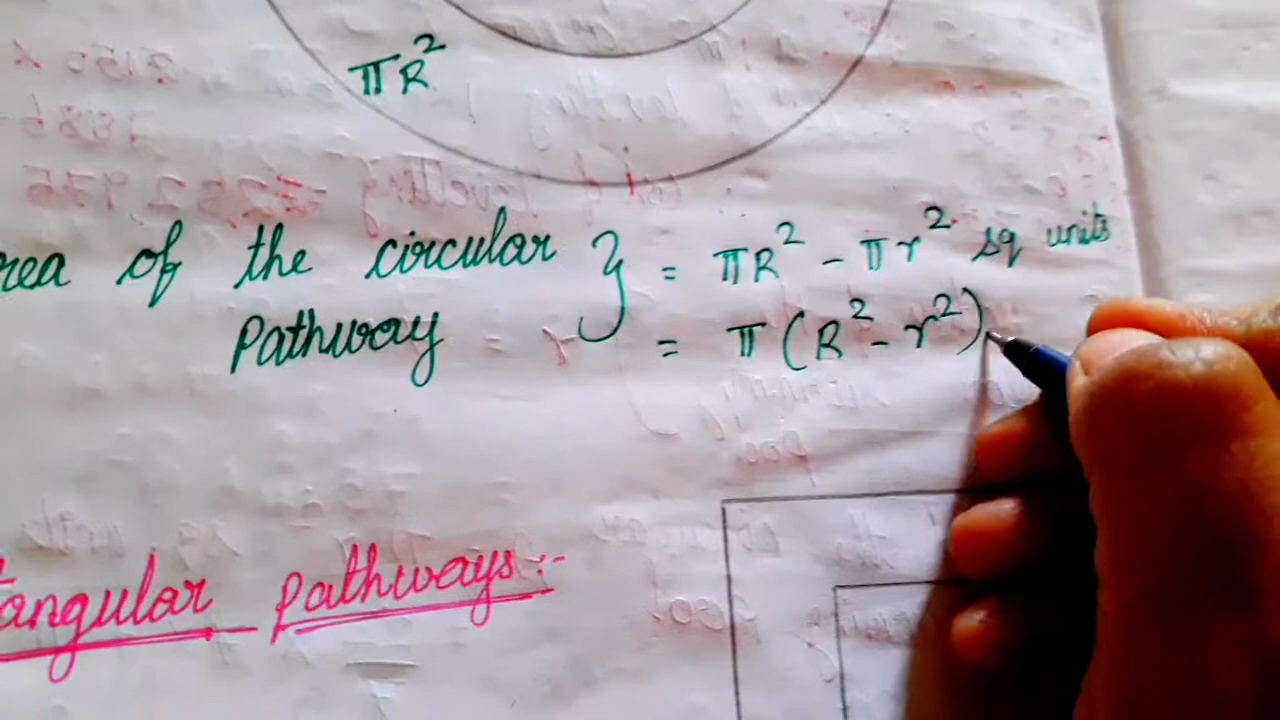 πR²
rea of the circular } = πR² - πr² sq units
Pathway = π(R² - r²)
tangular pathways:-